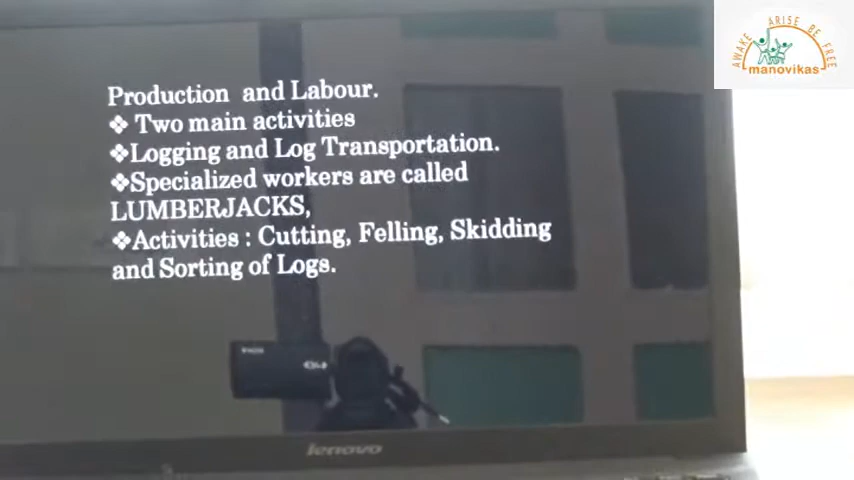 AWAKE ARISE BE FREE
manovikas
Production and Labour.
❖ Two main activities
❖Logging and Log Transportation.
❖Specialized workers are called
LUMBERJACKS,
❖Activities : Cutting, Felling, Skidding
and Sorting of Logs.
lenovo